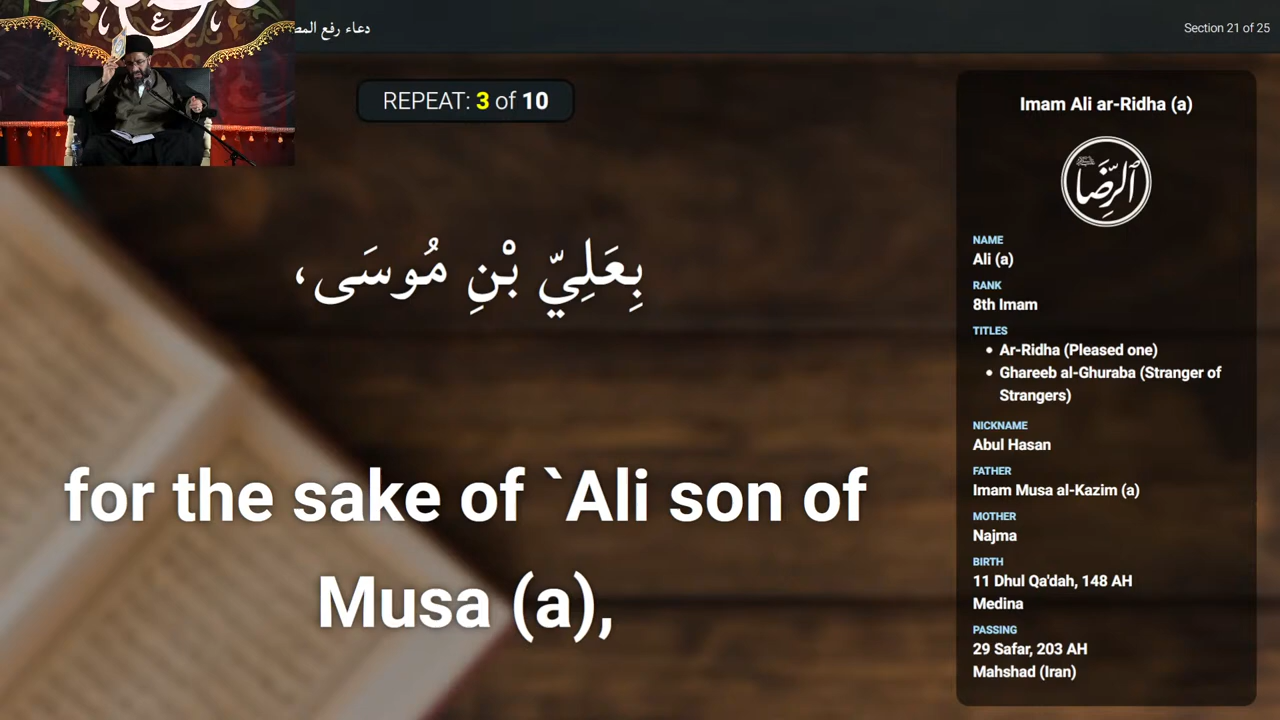 دعاء رفع المص
Section 21 of 25
REPEAT: 3 of 10
بِعَلِيِّ بْنِ مُوسَى،
for the sake of `Ali son of
Musa (a),
Imam Ali ar-Ridha (a)
الرِّضَا
NAME
Ali (a)
RANK
8th Imam
TITLES
• Ar-Ridha (Pleased one)
• Ghareeb al-Ghuraba (Stranger of
Strangers)
NICKNAME
Abul Hasan
FATHER
Imam Musa al-Kazim (a)
MOTHER
Najma
BIRTH
11 Dhul Qa'dah, 148 AH
Medina
PASSING
29 Safar, 203 AH
Mahshad (Iran)